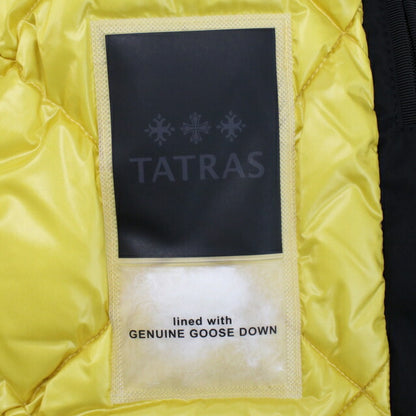 TATRAS
lined with
GENUINE GOOSE DOWN